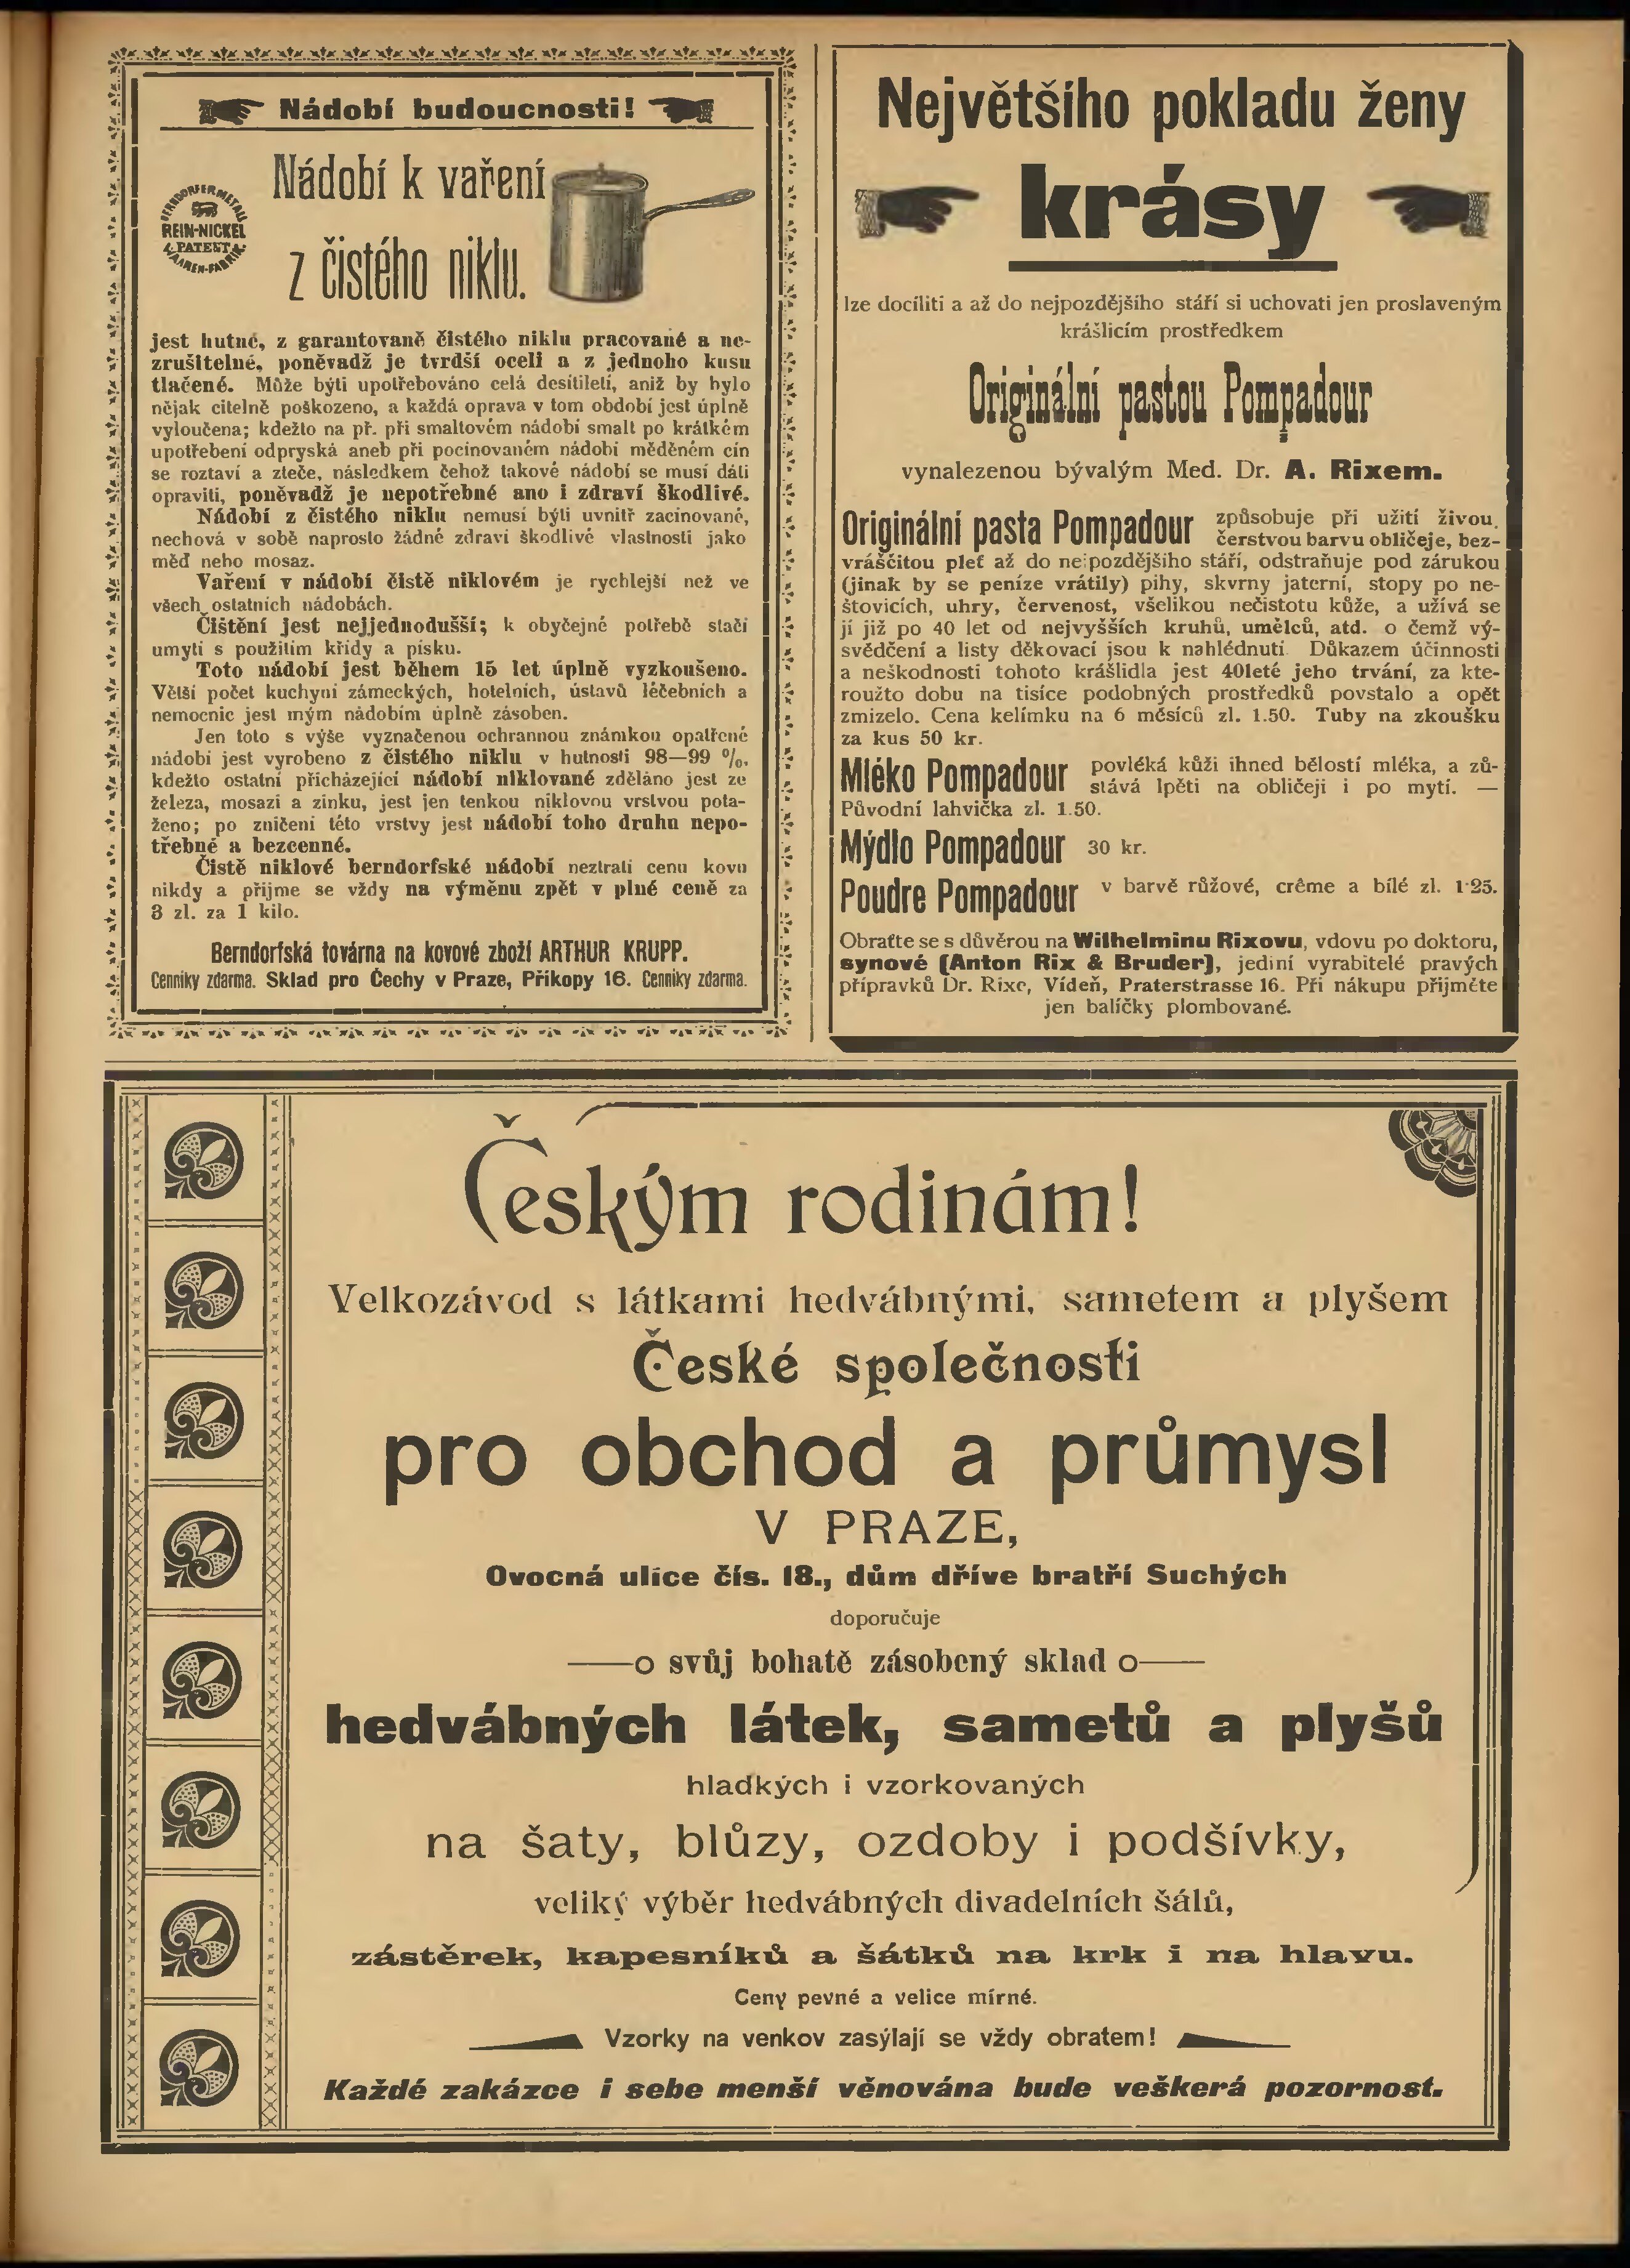 Nádobí budoucnosti!
Nádobí k vaření
z čistého niklu.
BERNDORFER METALL
REIN-NICKEL
PATENT
WAAREN-FABRIK
jest hutné, z garantovaně čistého niklu pracované a ne-
zrušitelné, poněvadž je tvrdší oceli a z jednoho kusu
tlačené. Může býti upotřebováno celá desítiletí, aniž by bylo
nějak citelně poškozeno, a každá oprava v tom období jest úplně
vyloučena; kdežto na př. při smaltovém nádobí smalt po krátkém
upotřebení odpryská aneb při pocínovaném nádobí měděném cín
se roztaví a zteče, následkem čehož takové nádobí se musí dáti
opraviti, poněvadž je nepotřebné ano i zdraví škodlivé.
Nádobí z čistého niklu nemusí býti uvnitř zacínované,
nechová v sobě naprosto žádné zdraví škodlivé vlastnosti jako
měď nebo mosaz.
Vaření v nádobí čistě niklovém je rychlejší než ve
všech ostatních nádobách.
Čištění jest nejjednodušší; k obyčejné potřebě stačí
umytí s použitím křídy a písku.
Toto nádobí jest během 15 let úplně vyzkoušeno.
Větší počet kuchyní zámeckých, hotelních, ústavů léčebních a
nemocnic jest mým nádobím úplně zásoben.
Jen toto s výše vyznačenou ochrannou známkou opatřené
nádobí jest vyrobeno z čistého niklu v hutnosti 98—99 %,
kdežto ostatní přicházející nádobí niklované zděláno jest ze
železa, mosazi a zinku, jest jen tenkou niklovou vrstvou pota-
ženo; po zničení této vrstvy jest nádobí toho druhu nepo-
třebné a bezcenné.
Čistě niklové berndorfské nádobí neztratí cenu kovu
nikdy a přijme se vždy na výměnu zpět v plné ceně za
3 zl. za 1 kilo.
Berndorfská továrna na kovové zboží ARTHUR KRUPP.
Cenníky zdarma. Sklad pro Čechy v Praze, Příkopy 16. Cenníky zdarma.
Největšího pokladu ženy
krásy
lze docíliti a až do nejpozdějšího stáří si uchovati jen proslaveným
krášlicím prostředkem
Originální pastou Pompadour
vynalezenou bývalým Med. Dr. A. Rixem.
Originální pasta Pompadour způsobuje při užití živou,
čerstvou barvu obličeje, bez-
vráščitou pleť až do nejpozdějšího stáří, odstraňuje pod zárukou
(jinak by se peníze vrátily) pihy, skvrny jaterní, stopy po ne-
štovicích, uhry, červenost, všelikou nečistotu kůže, a užívá se
jí již po 40 let od nejvyšších kruhů, umělců, atd. o čemž vý-
svědčení a listy děkovací jsou k nahlédnutí. Důkazem účinnosti
a neškodnosti tohoto krášlidla jest 40leté jeho trvání, za kte-
roužto dobu na tisíce podobných prostředků povstalo a opět
zmizelo. Cena kelímku na 6 měsíců zl. 1.50. Tuby na zkoušku
za kus 50 kr.
Mléko Pompadour povléká kůži ihned bělostí mléka, a zů-
stává lpěti na obličeji i po mytí. —
Původní lahvička zl. 1.50.
Mýdlo Pompadour 30 kr.
Poudre Pompadour v barvě růžové, crême a bílé zl. 1·25.
Obraťte se s důvěrou na Wilhelminu Rixovu, vdovu po doktoru,
synové (Anton Rix & Bruder), jediní vyrabitelé pravých
přípravků Dr. Rixe, Vídeň, Praterstrasse 16. Při nákupu přijměte
jen balíčky plombované.
Českým rodinám!
Velkozávod s látkami hedvábnými, sametem a plyšem
České společnosti
pro obchod a průmysl
V PRAZE,
Ovocná ulice čís. 18., dům dříve bratří Suchých
doporučuje
—o svůj bohatě zásobený sklad o—
hedvábných látek, sametů a plyšů
hladkých i vzorkovaných
na šaty, blůzy, ozdoby i podšívky,
veliký výběr hedvábných divadelních šálů,
zástěrek, kapesníků a šátků na krk i na hlavu.
Ceny pevné a velice mírné.
Vzorky na venkov zasýlají se vždy obratem!
Každé zakázce i sebe menší věnována bude veškerá pozornost.